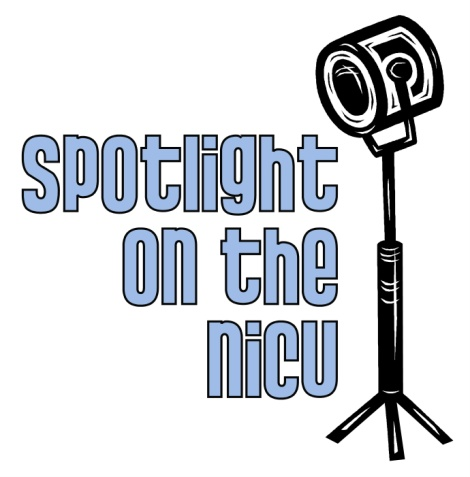 Spotlight
on the
nicu